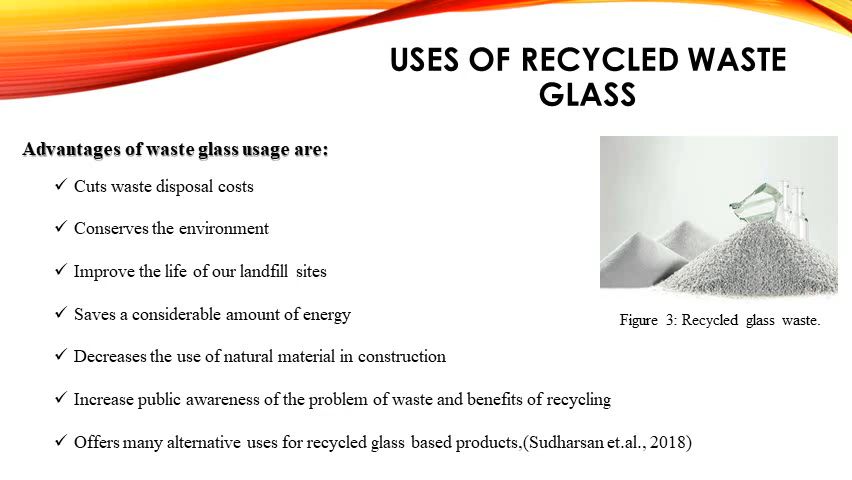 USES OF RECYCLED WASTE
GLASS
Advantages of waste glass usage are:
✓ Cuts waste disposal costs
✓ Conserves the environment
✓ Improve the life of our landfill sites
✓ Saves a considerable amount of energy
✓ Decreases the use of natural material in construction
✓ Increase public awareness of the problem of waste and benefits of recycling
✓ Offers many alternative uses for recycled glass based products,(Sudharsan et.al., 2018)
Figure 3: Recycled glass waste.